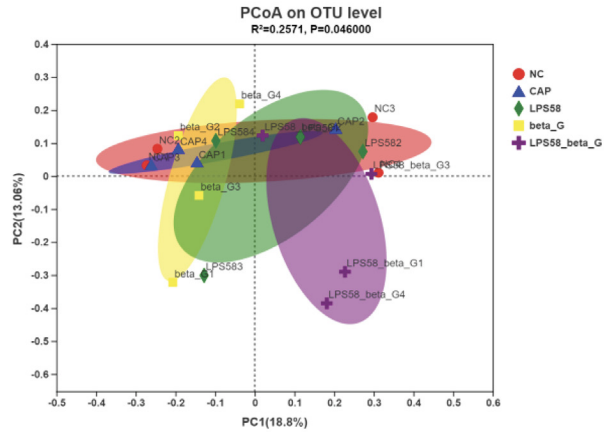 PCoA on OTU level
R²=0.2571, P=0.046000
PC2(13.06%)
0.4
0.3
0.2
0.1
0
-0.1
-0.2
-0.3
-0.4
-0.5
-0.6
beta_G4
NC3
NC2
beta_G2
LPS584
LPS58
CAP2
CAP4
CAP1
LPS582
LPS58_beta_G3
beta_G3
LPS583
LPS58_beta_G1
LPS58_beta_G4
-0.5
-0.4
-0.3
-0.2
-0.1
0
0.1
0.2
0.3
0.4
0.5
0.6
PC1(18.8%)
NC
CAP
LPS58
beta_G
LPS58_beta_G